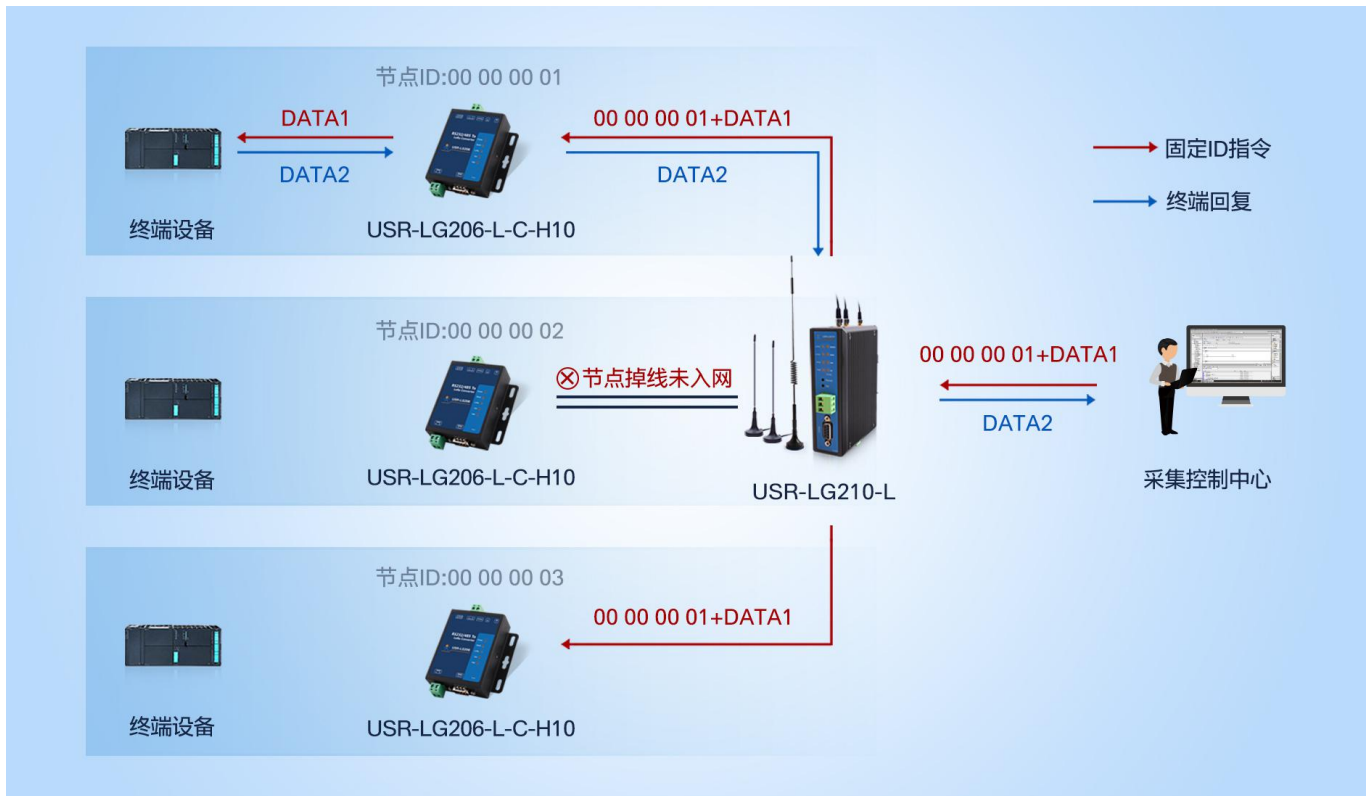 节点ID:00 00 00 01
DATA1
00 00 00 01+DATA1
DATA2
DATA2
终端设备
USR-LG206-L-C-H10
固定ID指令
终端回复
节点ID:00 00 00 02
节点掉线未入网
终端设备
USR-LG206-L-C-H10
USR-LG210-L
00 00 00 01+DATA1
DATA2
采集控制中心
节点ID:00 00 00 03
00 00 00 01+DATA1
终端设备
USR-LG206-L-C-H10